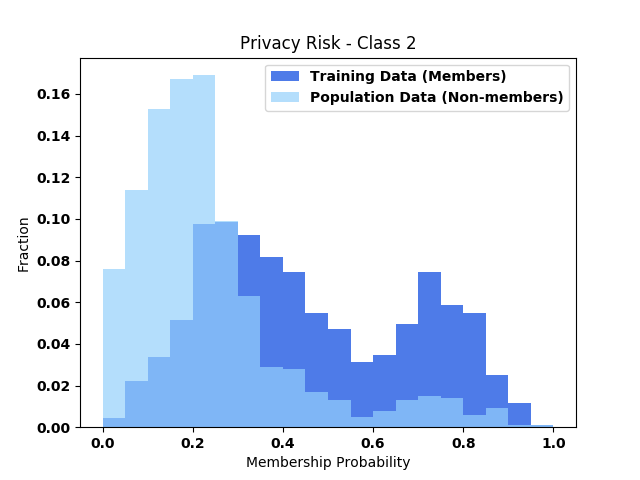 Privacy Risk - Class 2
Training Data (Members)
Population Data (Non-members)
0.16
0.14
0.12
0.10
0.08
0.06
0.04
0.02
0.00
Fraction
0.0 0.2 0.4 0.6 0.8 1.0
Membership Probability